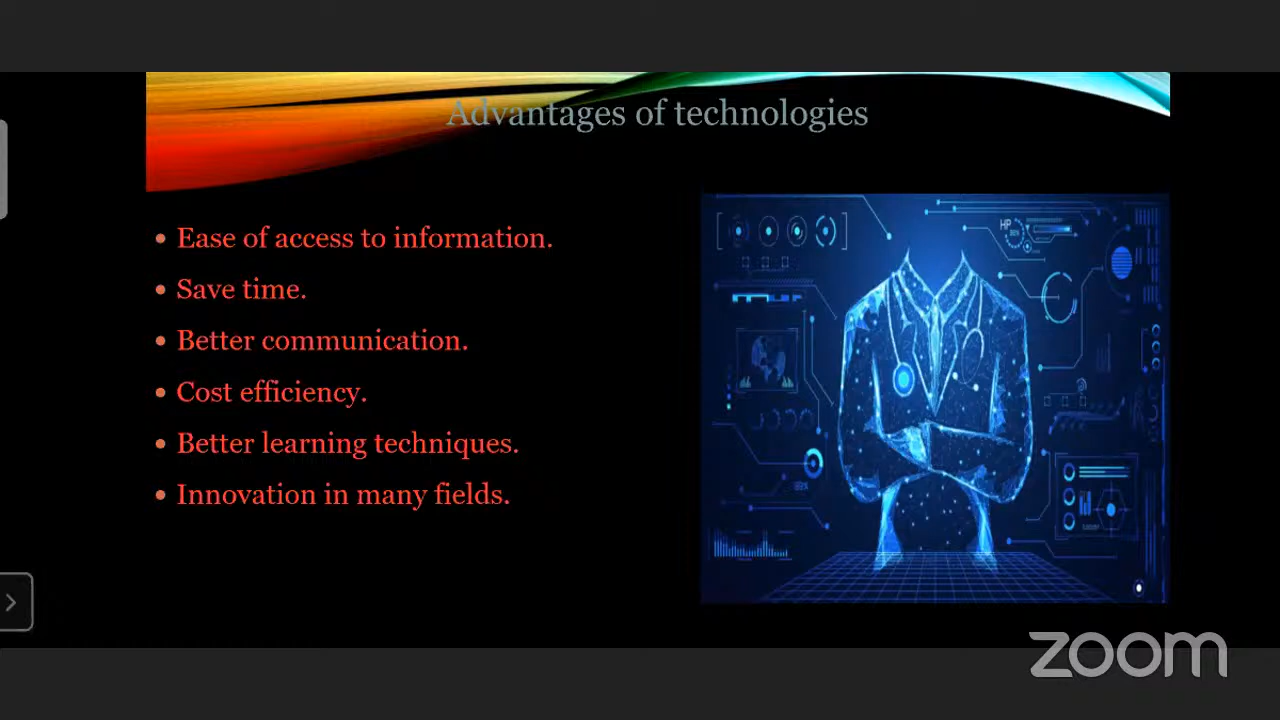 Advantages of technologies
• Ease of access to information.
• Save time.
• Better communication.
• Cost efficiency.
• Better learning techniques.
• Innovation in many fields.
HP
zoom